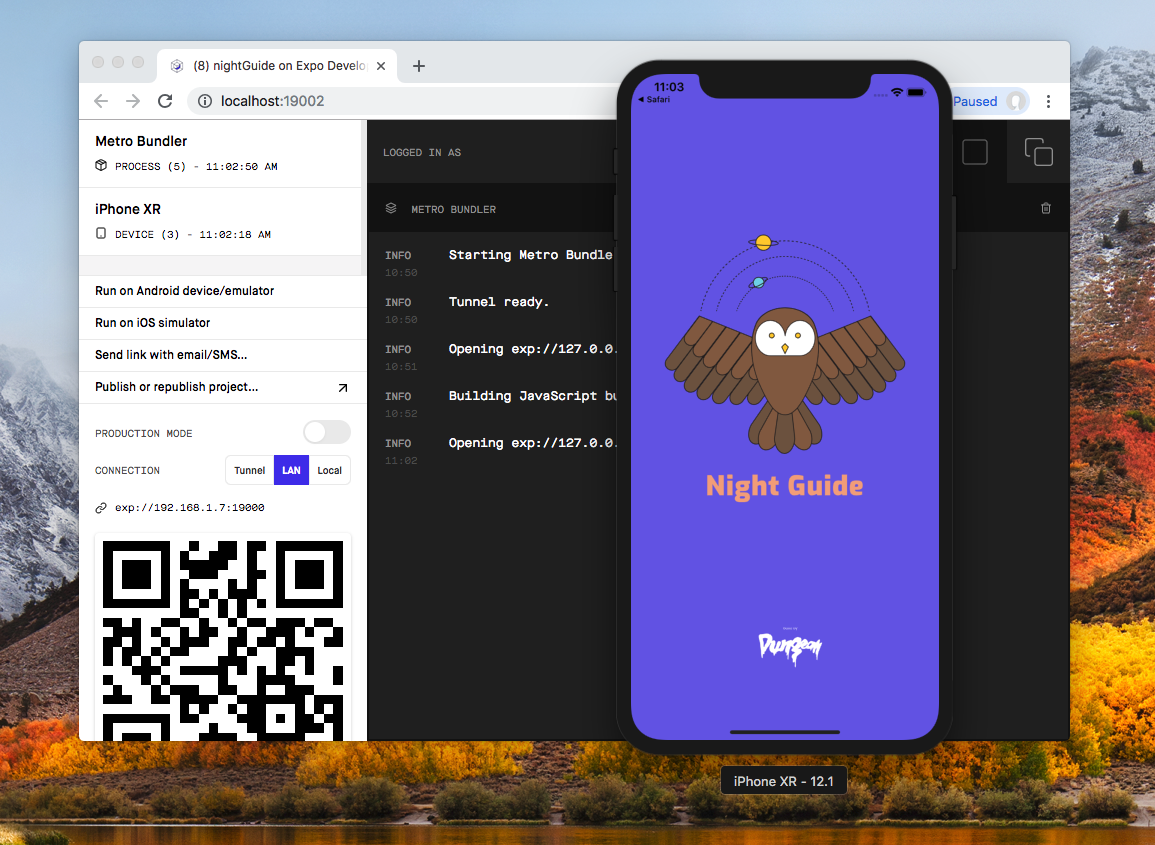 (8) nightGuide on Expo Develo
localhost:19002
Paused
Metro Bundler
PROCESS (5) - 11:02:50 AM
iPhone XR
DEVICE (3) - 11:02:18 AM
Run on Android device/emulator
Run on iOS simulator
Send link with email/SMS...
Publish or republish project...
PRODUCTION MODE
CONNECTION
Tunnel
LAN
Local
exp://192.168.1.7:19000
LOGGED IN AS
METRO BUNDLER
INFO Starting Metro Bundle
10:50
INFO Tunnel ready.
10:50
INFO Opening exp://127.0.0.
10:51
INFO Building JavaScript bu
10:52
INFO Opening exp://127.0.0.
11:02
11:03
Safari
Night Guide
Dungeon
iPhone XR - 12.1